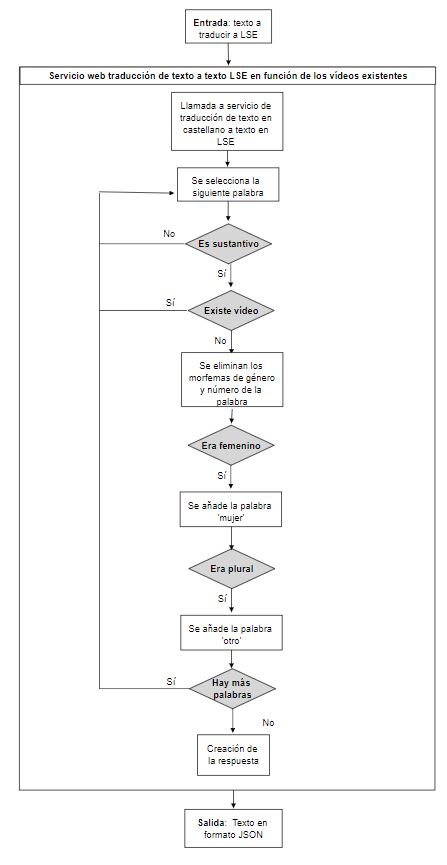 Entrada: texto a
traducir a LSE
Servicio web traducción de texto a texto LSE en función de los vídeos existentes
Llamada a servicio de
traducción de texto en
castellano a texto en
LSE
Se selecciona la
siguiente palabra
No
Es sustantivo
Sí
Sí
Existe vídeo
No
Se eliminan los
morfemas de género
y número de la
palabra
Era femenino
Sí
Se añade la palabra
'mujer'
Era plural
Sí
Se añade la palabra
'otro'
Sí
Hay más
palabras
No
Creación de
la respuesta
Salida: Texto en
formato JSON